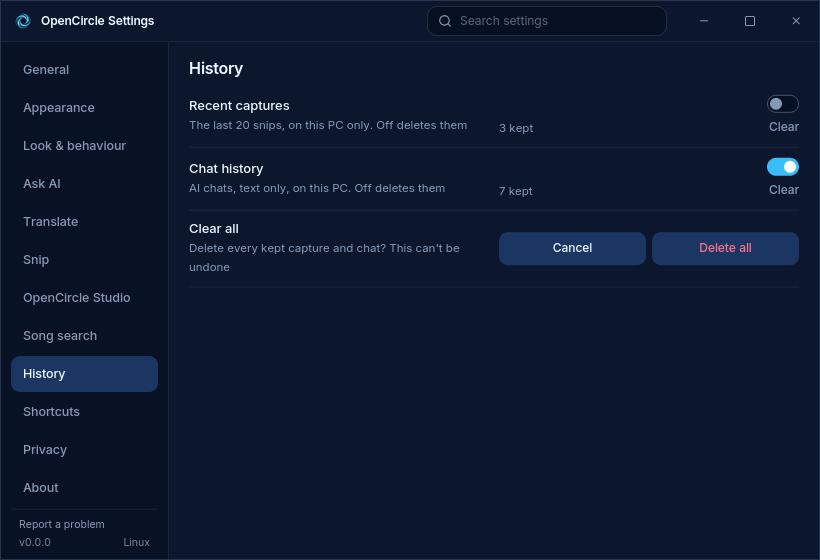 OpenCircle Settings
Search settings
General
Appearance
Look & behaviour
Ask AI
Translate
Snip
OpenCircle Studio
Song search
History
Shortcuts
Privacy
About
Report a problem
v0.0.0
Linux
History
Recent captures
The last 20 snips, on this PC only. Off deletes them
3 kept
Clear
Chat history
AI chats, text only, on this PC. Off deletes them
7 kept
Clear
Clear all
Delete every kept capture and chat? This can't be
undone
Cancel
Delete all